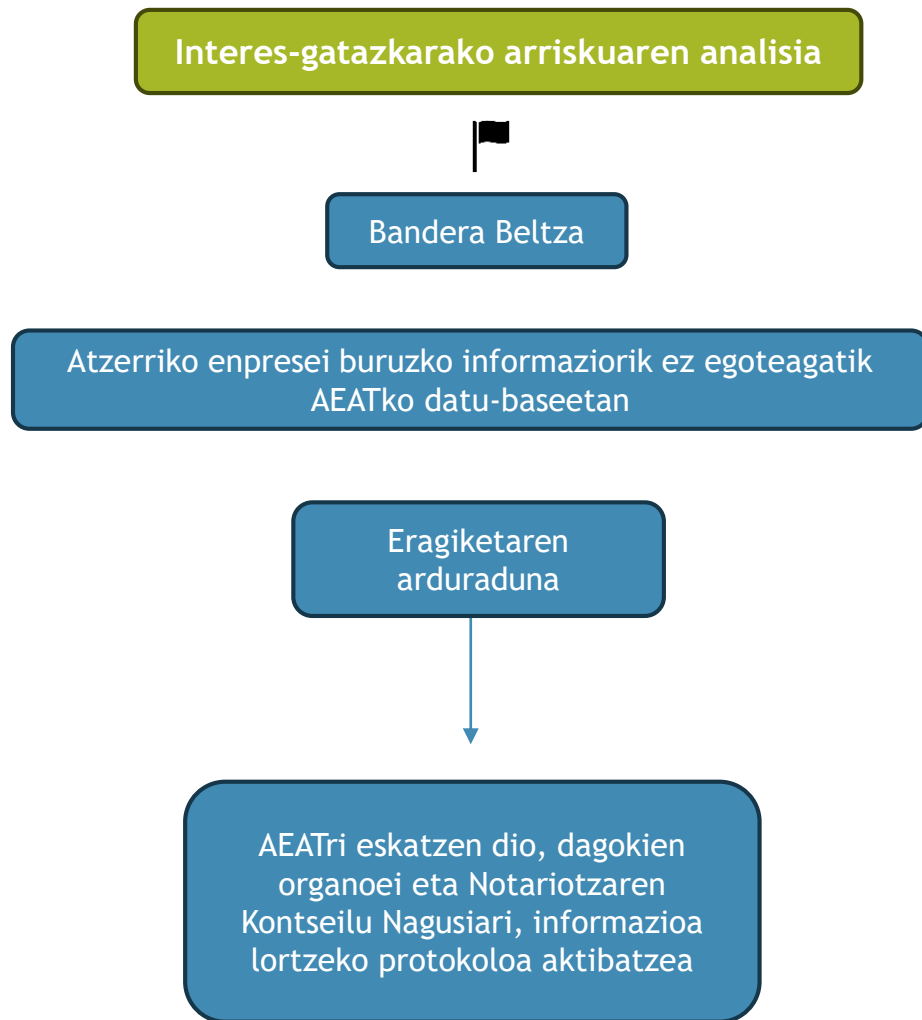 Interes-gatazkarako arriskuaren analisia
Bandera Beltza
Atzerriko enpresei buruzko informaziorik ez egoteagatik
AEATko datu-baseetan
Eragiketaren
arduraduna
AEATri eskatzen dio, dagokien
organoei eta Notariotzaren
Kontseilu Nagusiari, informazioa
lortzeko protokoloa aktibatzea